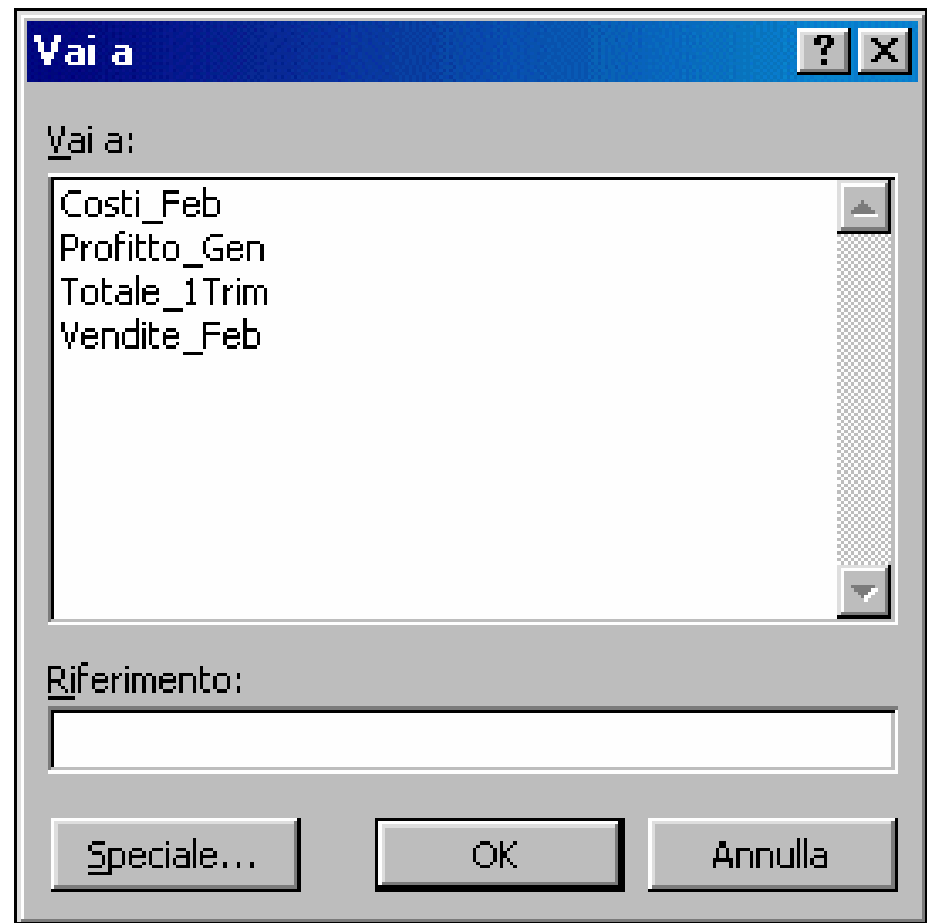 Vai a
Vai a:
Costi_Feb
Profitto_Gen
Totale_1Trim
Vendite_Feb
Riferimento:
Speciale... OK Annulla